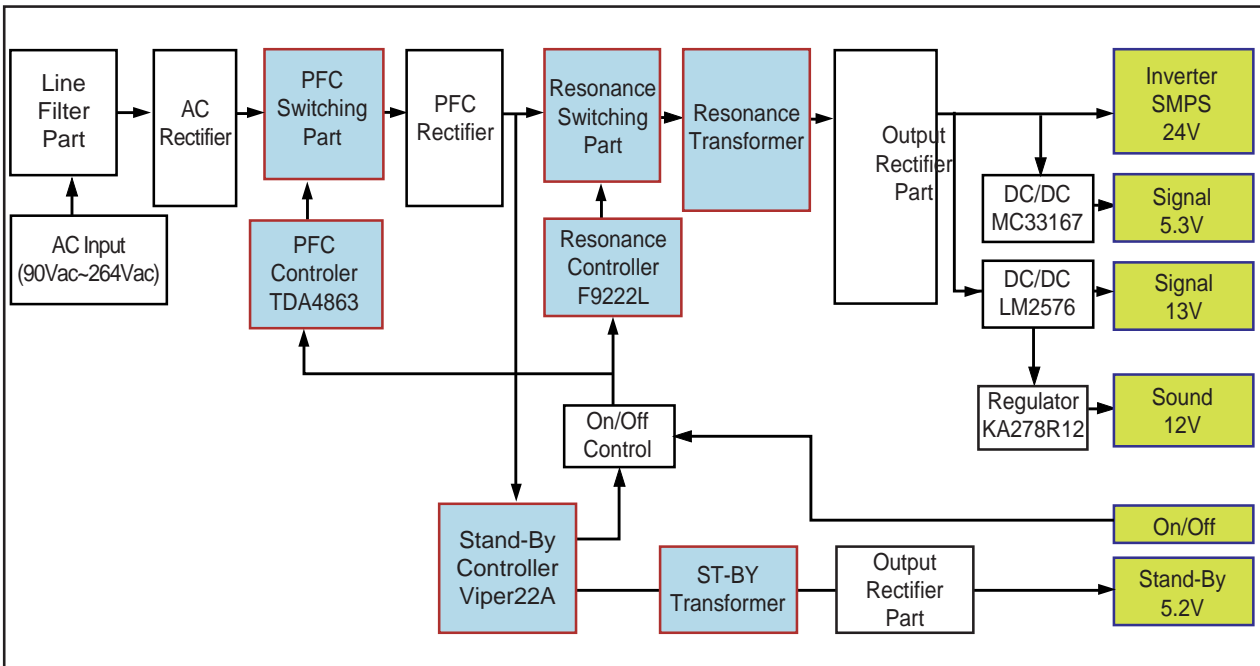 Line
Filter
Part
AC
Rectifier
PFC
Switching
Part
PFC
Rectifier
Resonance
Switching
Part
Resonance
Transformer
Output
Rectifier
Part
Inverter
SMPS
24V
DC/DC
MC33167
Signal
5.3V
AC Input
(90Vac~264Vac)
PFC
Controler
TDA4863
Resonance
Controller
F9222L
DC/DC
LM2576
Signal
13V
On/Off
Control
Regulator
KA278R12
Sound
12V
On/Off
Stand-By
Controller
Viper22A
ST-BY
Transformer
Output
Rectifier
Part
Stand-By
5.2V